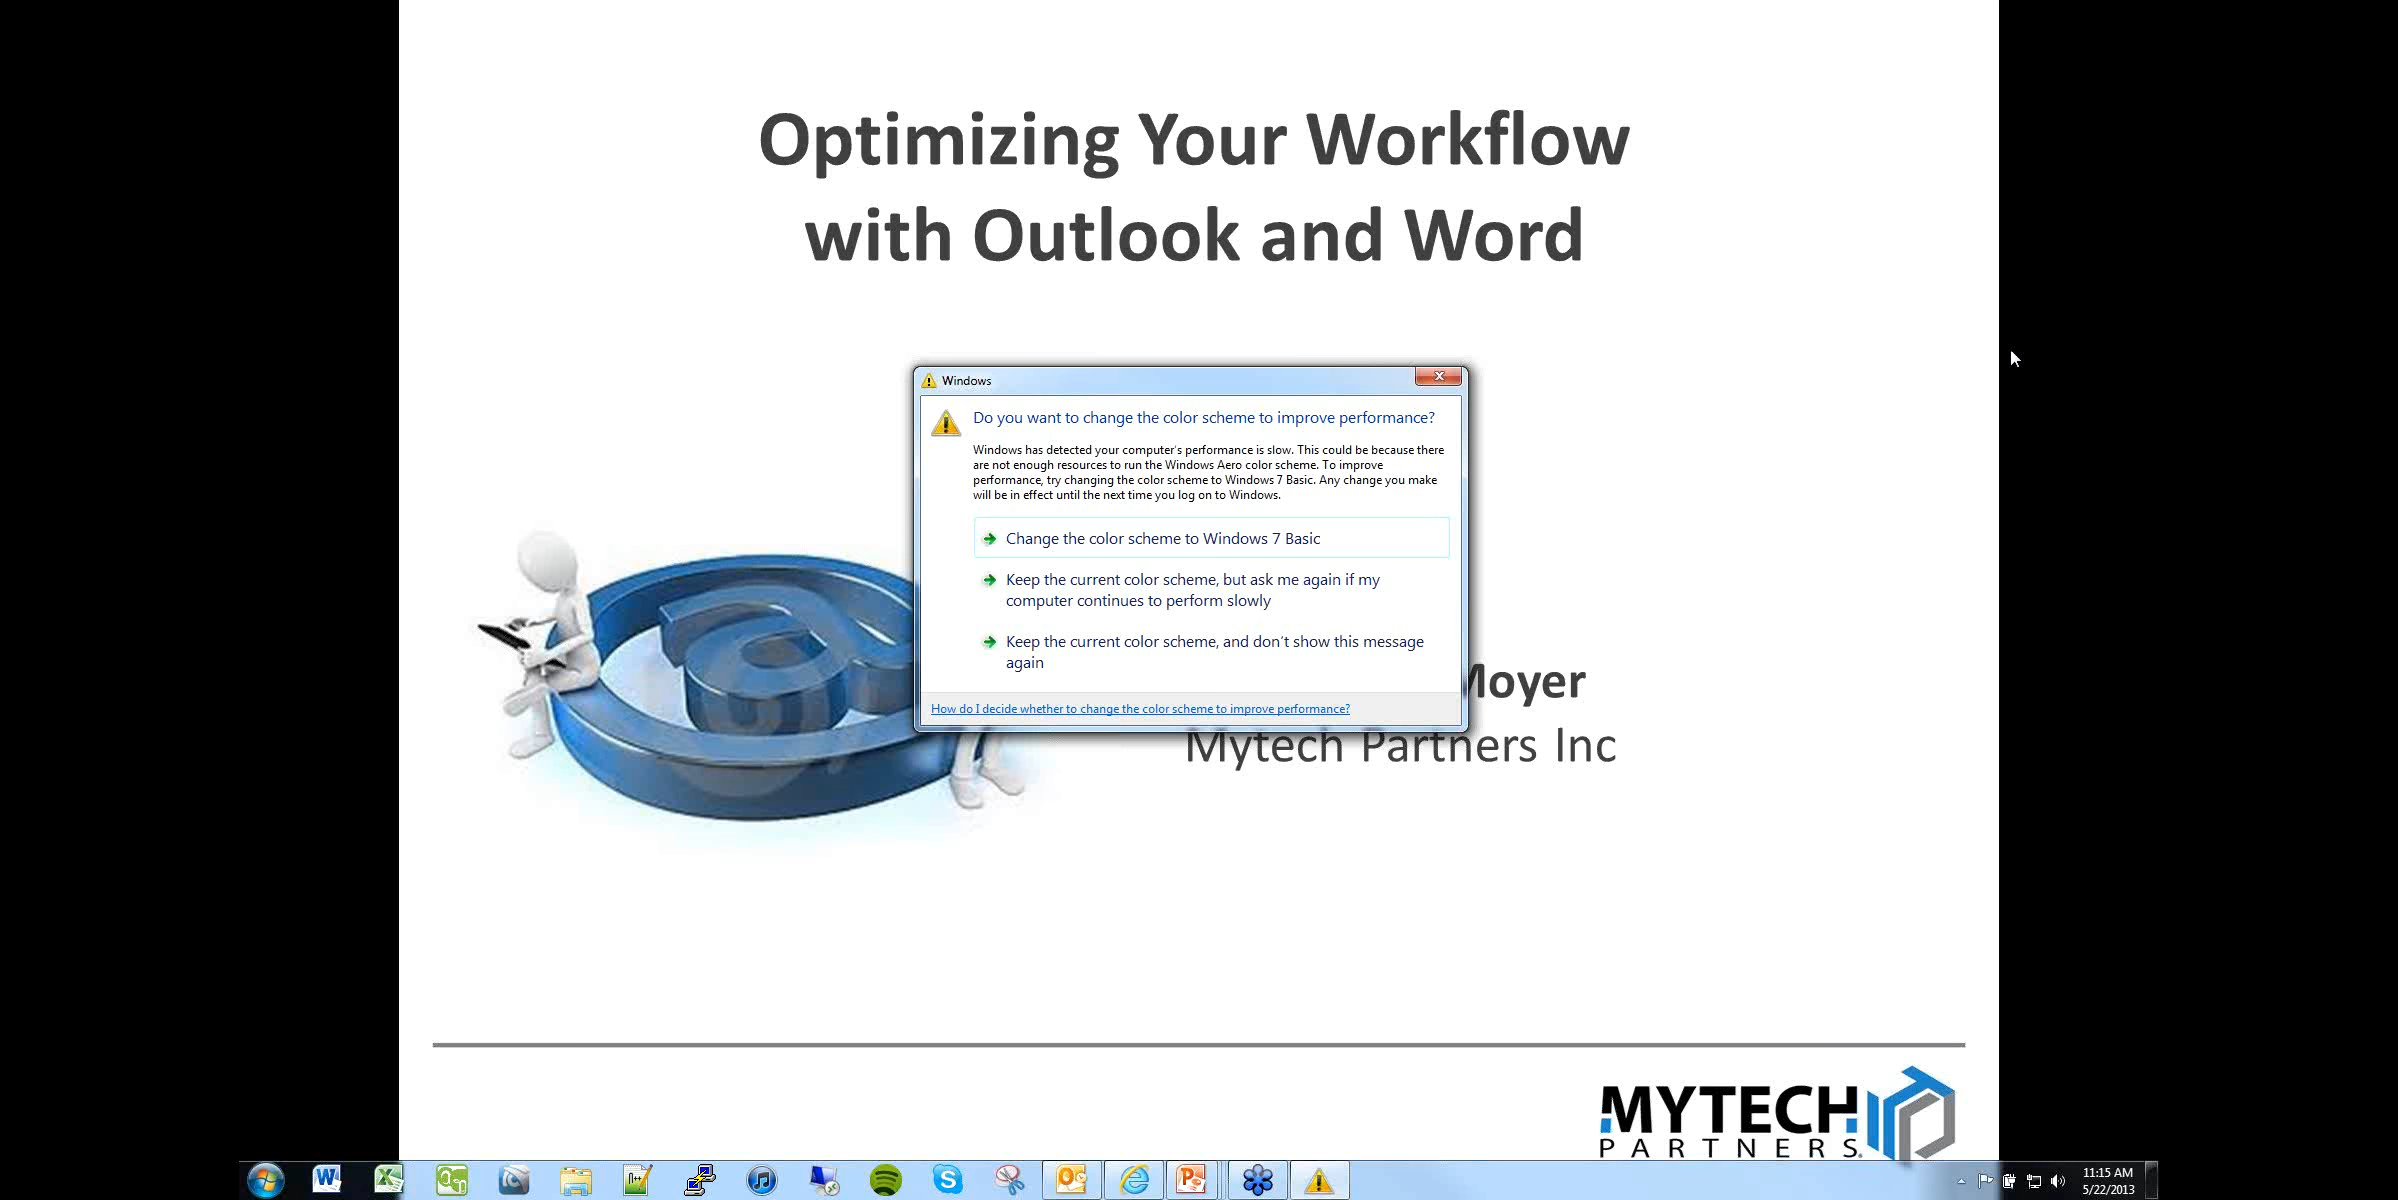 Optimizing Your Workflow
with Outlook and Word
Windows
Do you want to change the color scheme to improve performance?
Windows has detected your computer's performance is slow. This could be because there
are not enough resources to run the Windows Aero color scheme. To improve
performance, try changing the color scheme to Windows 7 Basic. Any change you make
will be in effect until the next time you log on to Windows.
Change the color scheme to Windows 7 Basic
Keep the current color scheme, but ask me again if my
computer continues to perform slowly
Keep the current color scheme, and don't show this message
again
How do I decide whether to change the color scheme to improve performance?
Moyer
Mytech Partners Inc
MYTECH
PARTNERS.
11:15 AM
5/22/2013